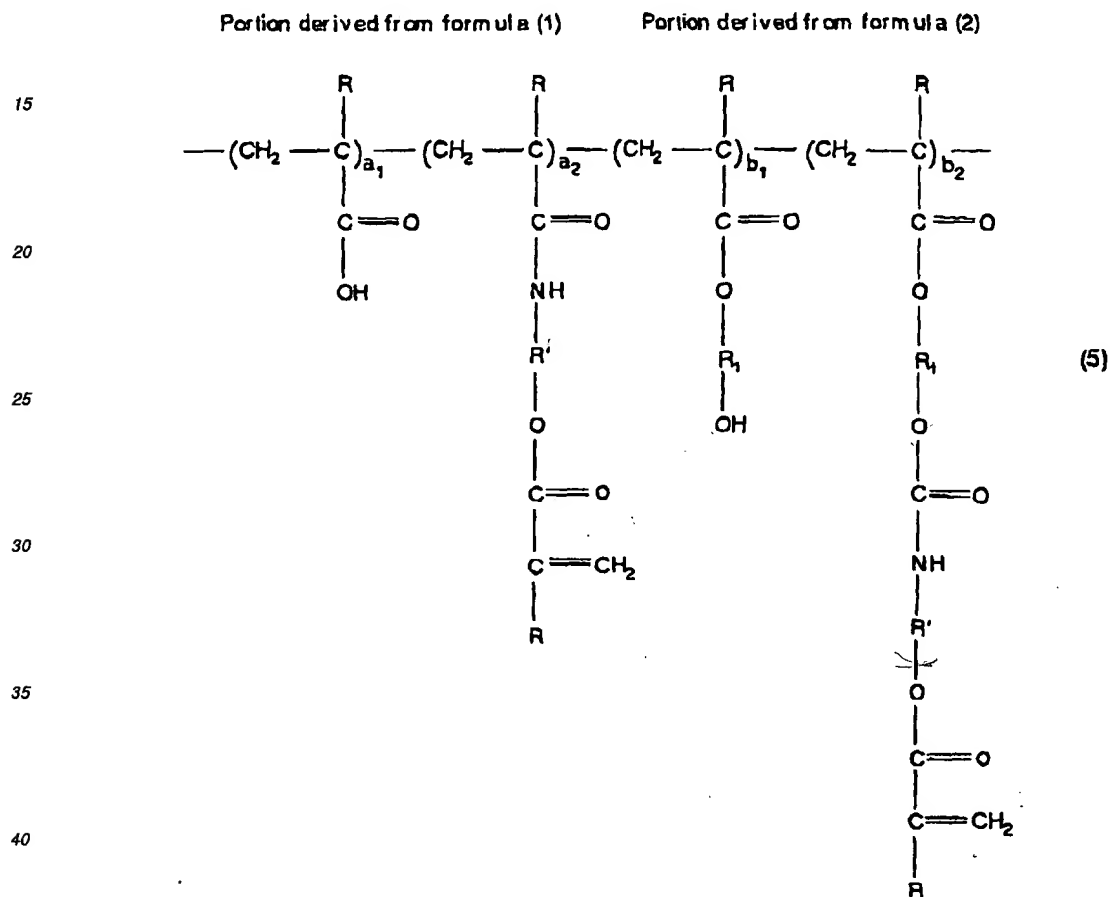 Portion derived from formula (1) Portion derived from formula (2)
15 R R R R
—(CH₂—C)a₁—(CH₂—C)a₂—(CH₂—C)b₁—(CH₂—C)b₂—
20 C=O C=O C=O C=O
OH NH O O
R' R₁ R₁ (5)
25 O OH O
C=O C=O
30 C=CH₂ NH
R R'
35 O
C=O
40 C=CH₂
R